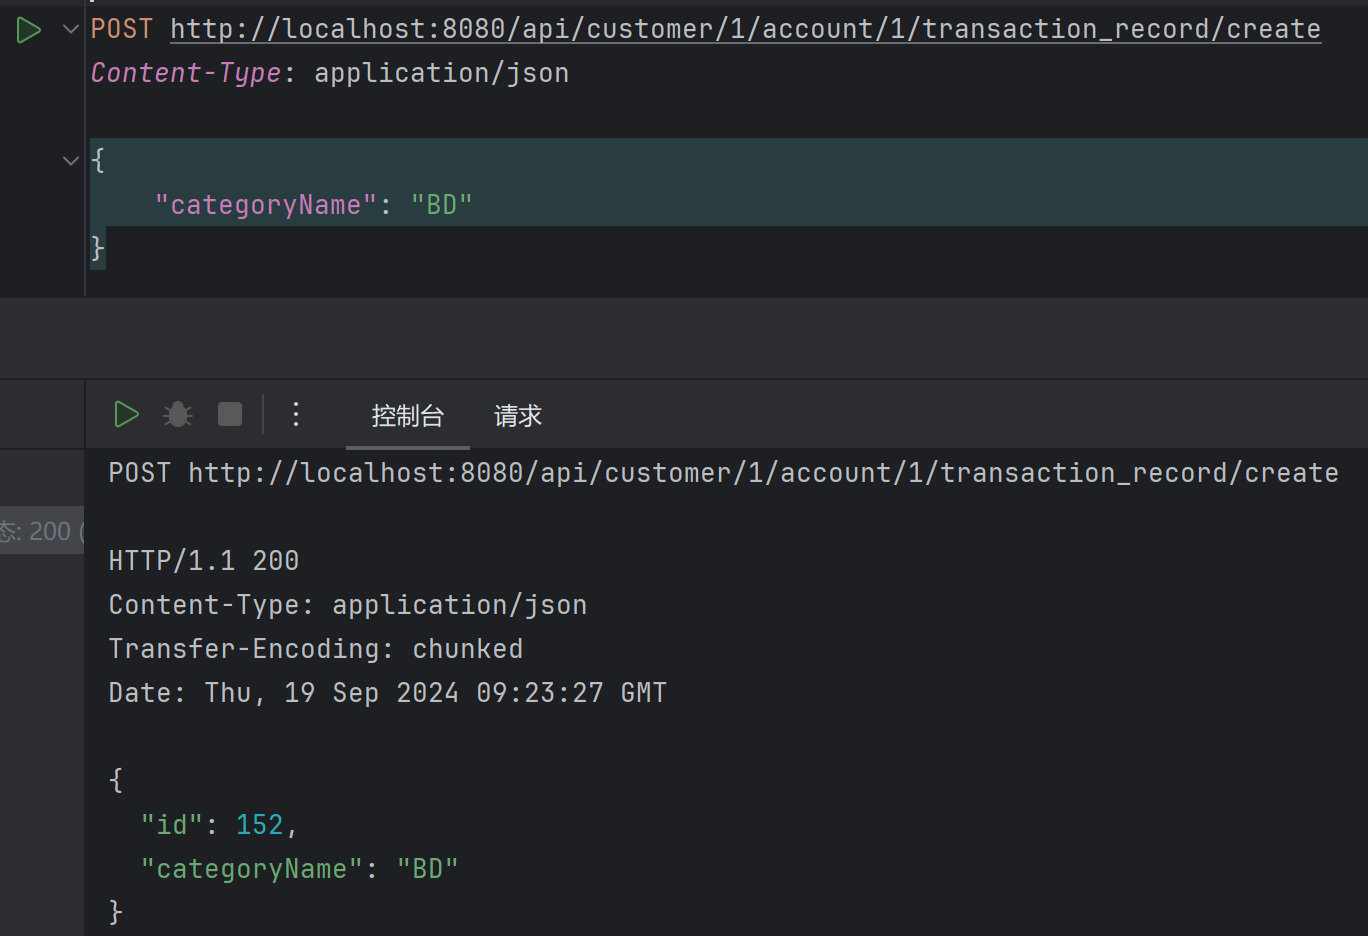 POST http://localhost:8080/api/customer/1/account/1/transaction_record/create
Content-Type: application/json
{
"categoryName": "BD"
}
控制台 请求
POST http://localhost:8080/api/customer/1/account/1/transaction_record/create
态: 200 (
HTTP/1.1 200
Content-Type: application/json
Transfer-Encoding: chunked
Date: Thu, 19 Sep 2024 09:23:27 GMT
{
"id": 152,
"categoryName": "BD"
}